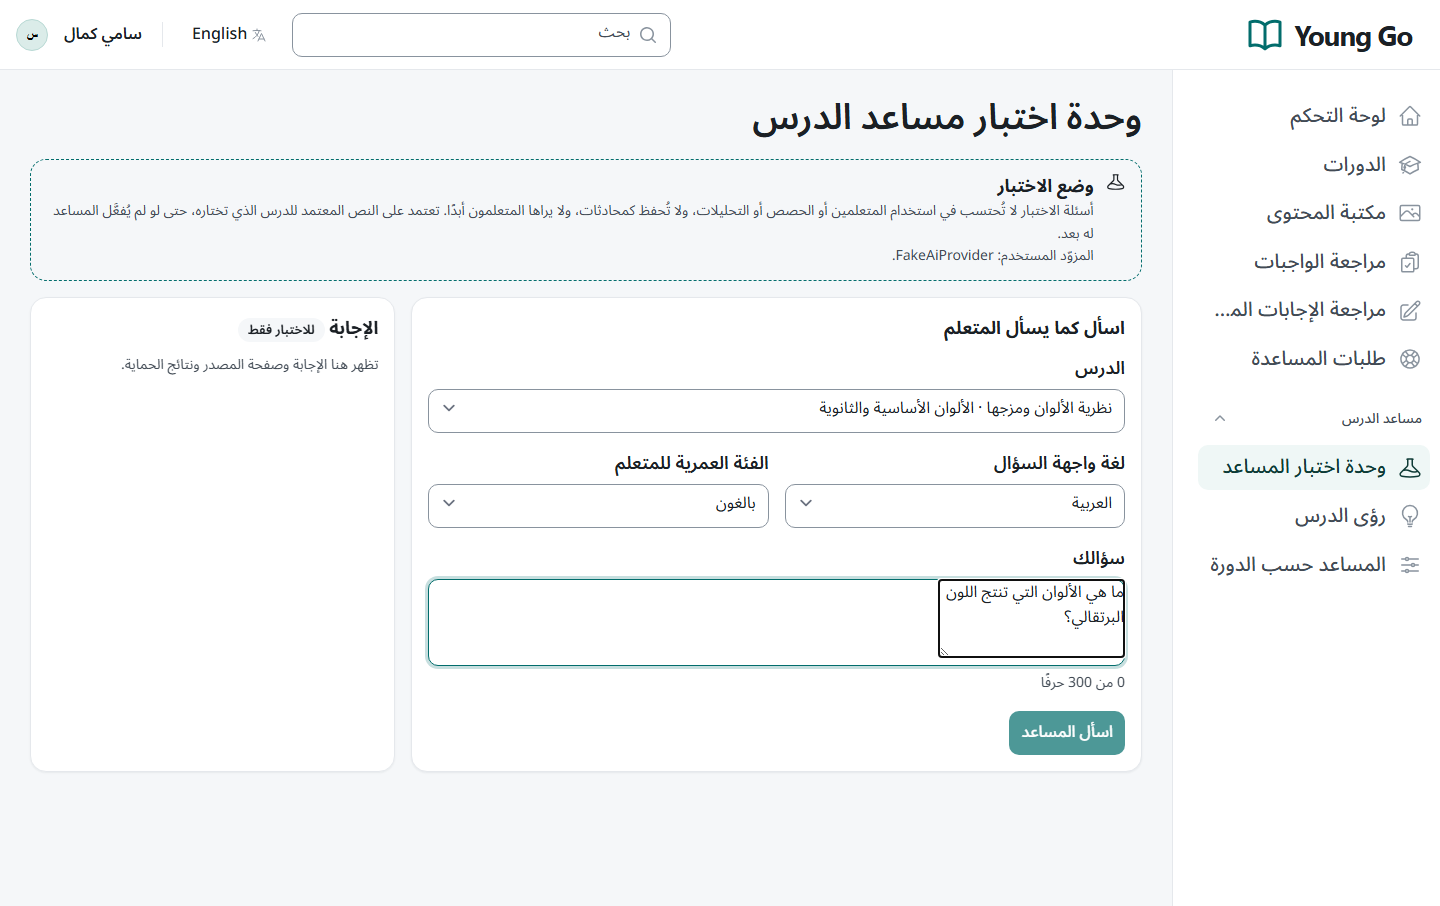 Young Go
بحث
English
سامي كمال
س
لوحة التحكم
الدورات
مكتبة المحتوى
مراجعة الواجبات
مراجعة الإجابات المـ...
طلبات المساعدة
مساعد الدرس
وحدة اختبار المساعد
رؤى الدرس
المساعد حسب الدورة
وحدة اختبار مساعد الدرس
وضع الاختبار
أسئلة الاختبار لا تُحتسب في استخدام المتعلمين أو الحصص أو التحليلات، ولا تُحفظ كمحادثات، ولا يراها المتعلمون أبدًا. تعتمد على النص المعتمد للدرس الذي تختاره، حتى لو لم يُفعَّل المساعد
له بعد.
المزوّد المستخدم: FakeAiProvider.
اسأل كما يسأل المتعلم
الدرس
نظرية الألوان ومزجها · الألوان الأساسية والثانوية
لغة واجهة السؤال
الفئة العمرية للمتعلم
العربية
بالغون
سؤالك
ما هي الألوان التي تنتج اللون
البرتقالي؟
0 من 300 حرفًا
اسأل المساعد
الإجابة للاختبار فقط
تظهر هنا الإجابة وصفحة المصدر ونتائج الحماية.